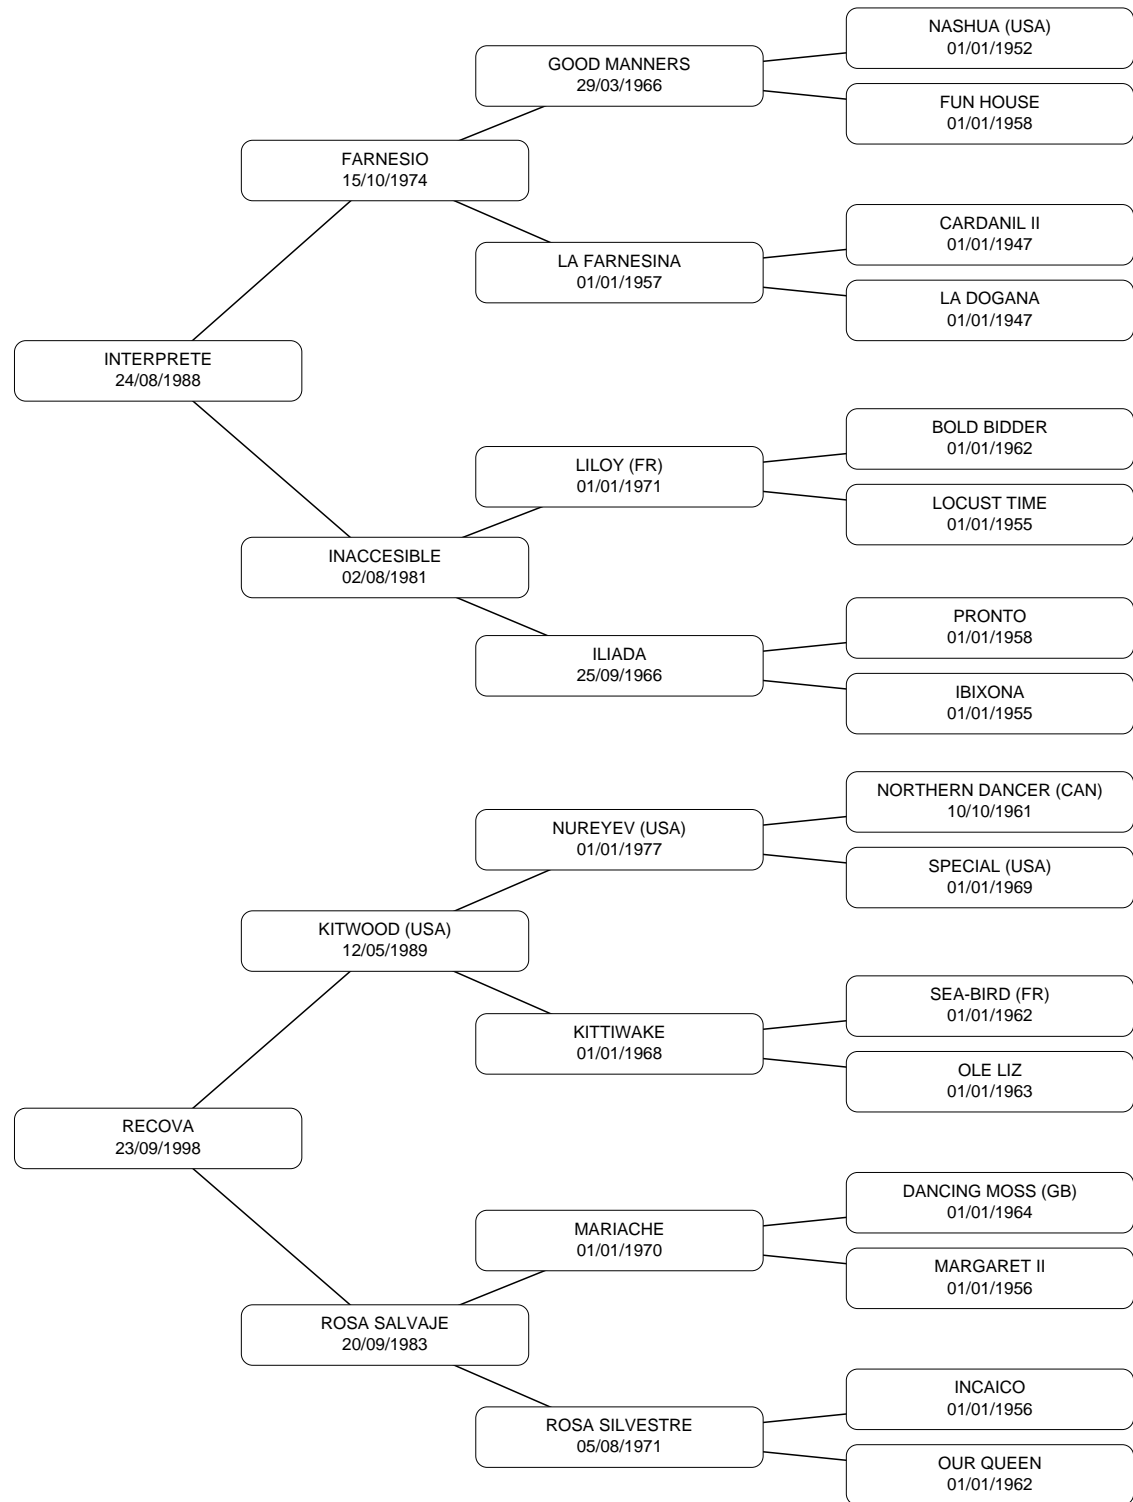 NASHUA (USA)
01/01/1952
GOOD MANNERS
29/03/1966
FUN HOUSE
01/01/1958
FARNESIO
15/10/1974
CARDANIL II
01/01/1947
LA FARNESINA
01/01/1957
LA DOGANA
01/01/1947
INTERPRETE
24/08/1988
BOLD BIDDER
01/01/1962
LILOY (FR)
01/01/1971
LOCUST TIME
01/01/1955
INACCESIBLE
02/08/1981
PRONTO
01/01/1958
ILIADA
25/09/1966
IBIXONA
01/01/1955
NORTHERN DANCER (CAN)
10/10/1961
NUREYEV (USA)
01/01/1977
SPECIAL (USA)
01/01/1969
KITWOOD (USA)
12/05/1989
SEA-BIRD (FR)
01/01/1962
KITTIWAKE
01/01/1968
OLE LIZ
01/01/1963
RECOVA
23/09/1998
DANCING MOSS (GB)
01/01/1964
MARIACHE
01/01/1970
MARGARET II
01/01/1956
ROSA SALVAJE
20/09/1983
INCAICO
01/01/1956
ROSA SILVESTRE
05/08/1971
OUR QUEEN
01/01/1962